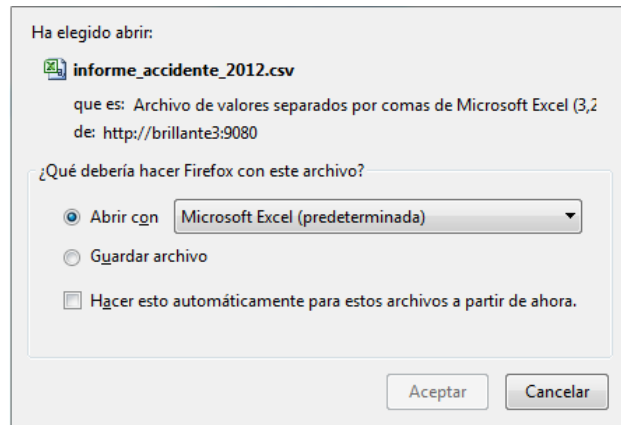 Ha elegido abrir:
informe_accidente_2012.csv
que es: Archivo de valores separados por comas de Microsoft Excel (3,2
de: http://brillante3:9080
¿Qué debería hacer Firefox con este archivo?
Abrir con Microsoft Excel (predeterminada)
Guardar archivo
Hacer esto automáticamente para estos archivos a partir de ahora.
Aceptar Cancelar